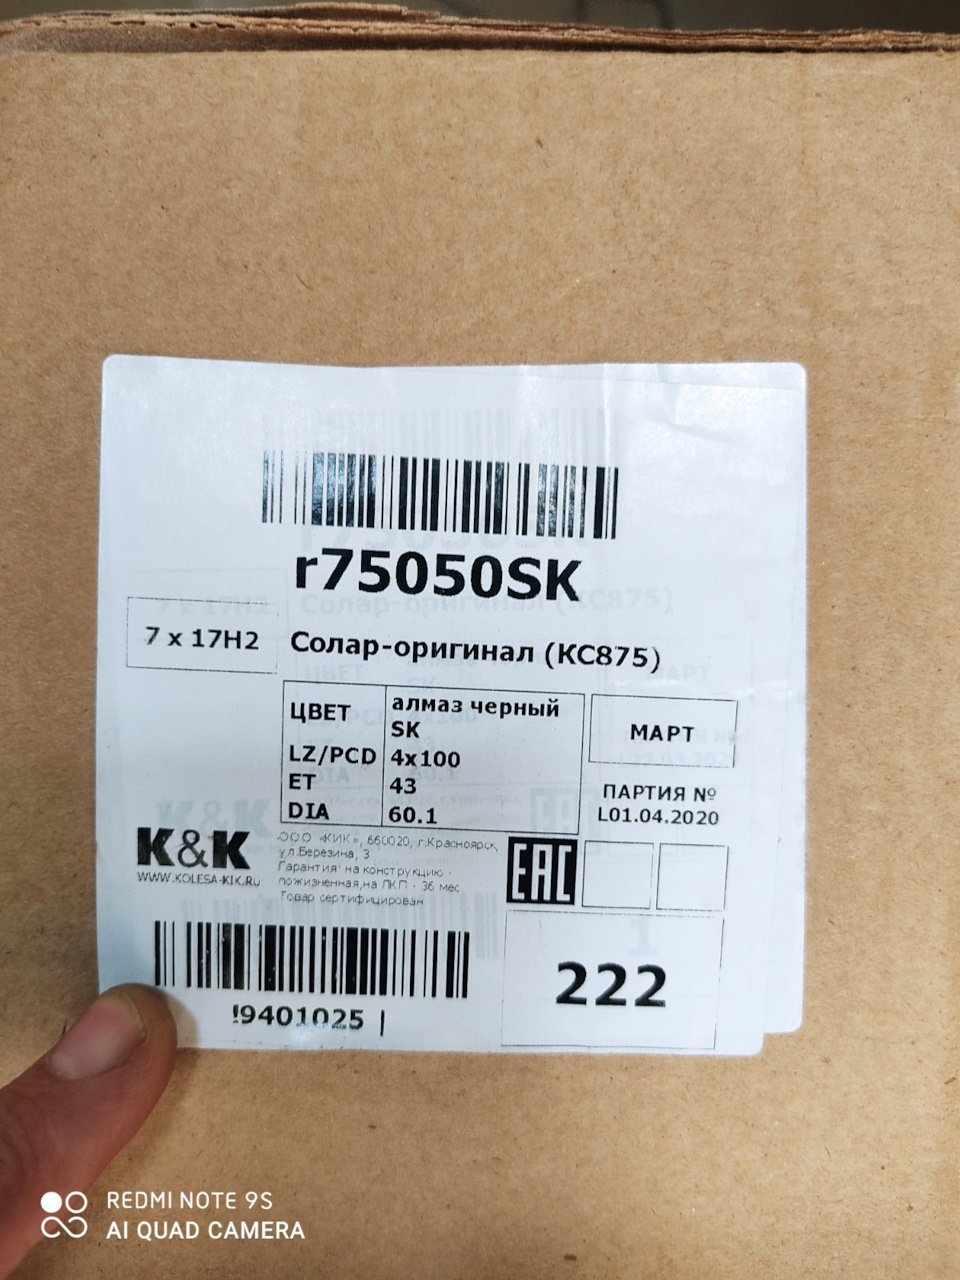 r75050SK
7 x 17H2
Солар-оригинал (КС875)
ЦВЕТ алмаз черный
SK
LZ/PCD 4x100
ET 43
DIA 60.1
МАРТ
ПАРТИЯ №
L01.04.2020
K&K
WWW.KOLESA-KIK.RU
ООО «КИК», 660020, г.Красноярск,
ул.Березина, 3
Гарантия: на конструкцию -
пожизненная,на ЛКП - 36 мес
Товар сертифицирован
EAC
222
!9401025 |
REDMI NOTE 9S
AI QUAD CAMERA